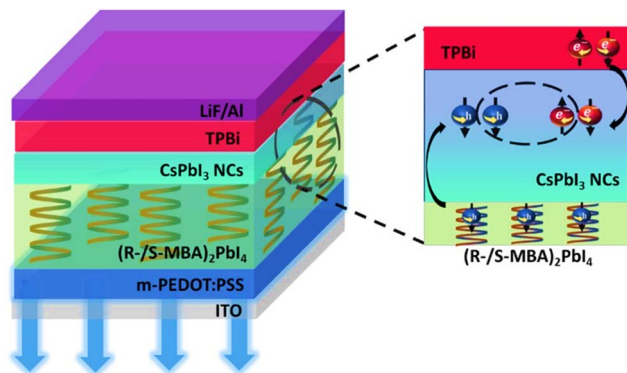 LiF/Al
TPBi
CsPbI₃ NCs
(R-/S-MBA)₂PbI₄
m-PEDOT:PSS
ITO
TPBi
e⁻ e⁻
h h e⁻ e⁻
CsPbI₃ NCs
h h h
(R-/S-MBA)₂PbI₄